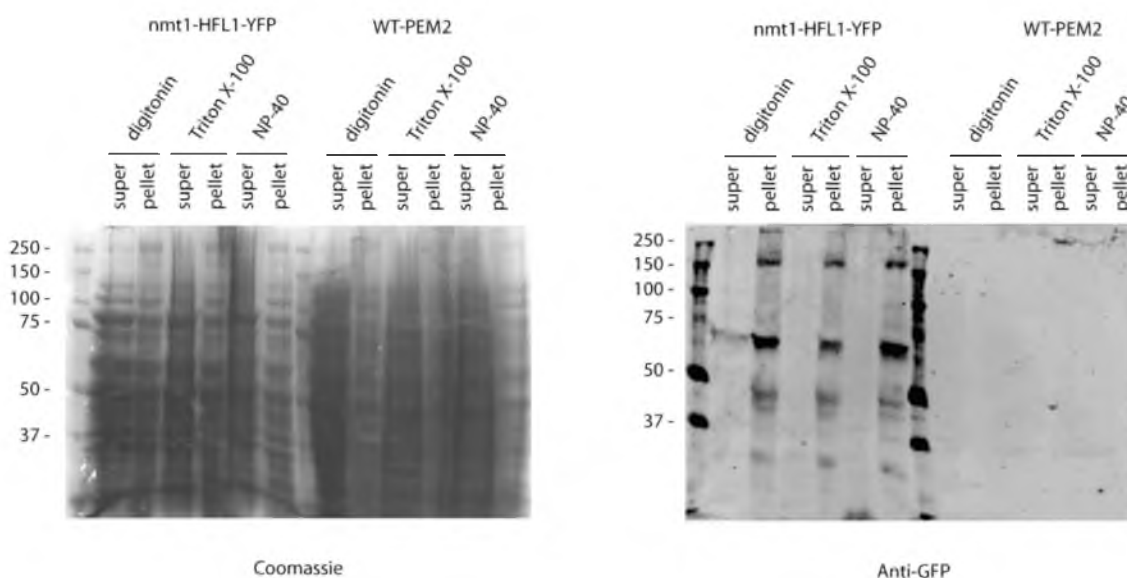 nmt1-HFL1-YFP WT-PEM2
digitonin Triton X-100 NP-40 digitonin Triton X-100 NP-40
super pellet super pellet super pellet super pellet super pellet super pellet
250 -
150 -
100 -
75 -
50 -
37 -
Coomassie
nmt1-HFL1-YFP WT-PEM2
digitonin Triton X-100 NP-40 digitonin Triton X-100 NP-40
super pellet super pellet super pellet super pellet super pellet super pellet
250 -
150 -
100 -
75 -
50 -
37 -
Anti-GFP